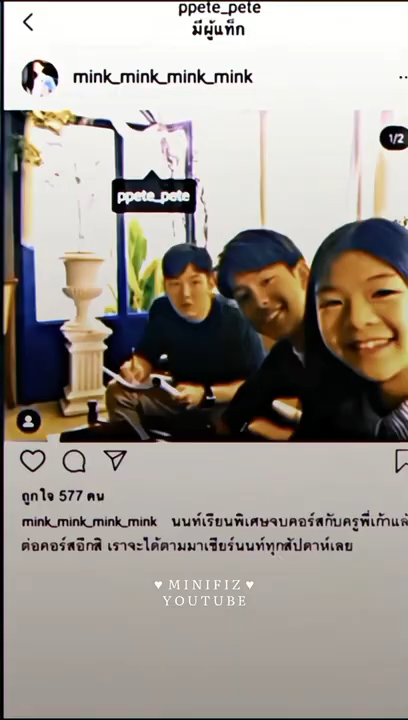 ppete_pete
มีผู้แท็ก
mink_mink_mink_mink
1/2
ppete_pete
ถูกใจ 577 คน
mink_mink_mink_mink นนท์เรียนพิเศษจบคอร์สกับครูพี่เก้าแล้
ต่อคอร์สอีกสิ เราจะได้ตามมาเชียร์นนท์ทุกสัปดาห์เลย
♥ MINIFIZ ♥
YOUTUBE